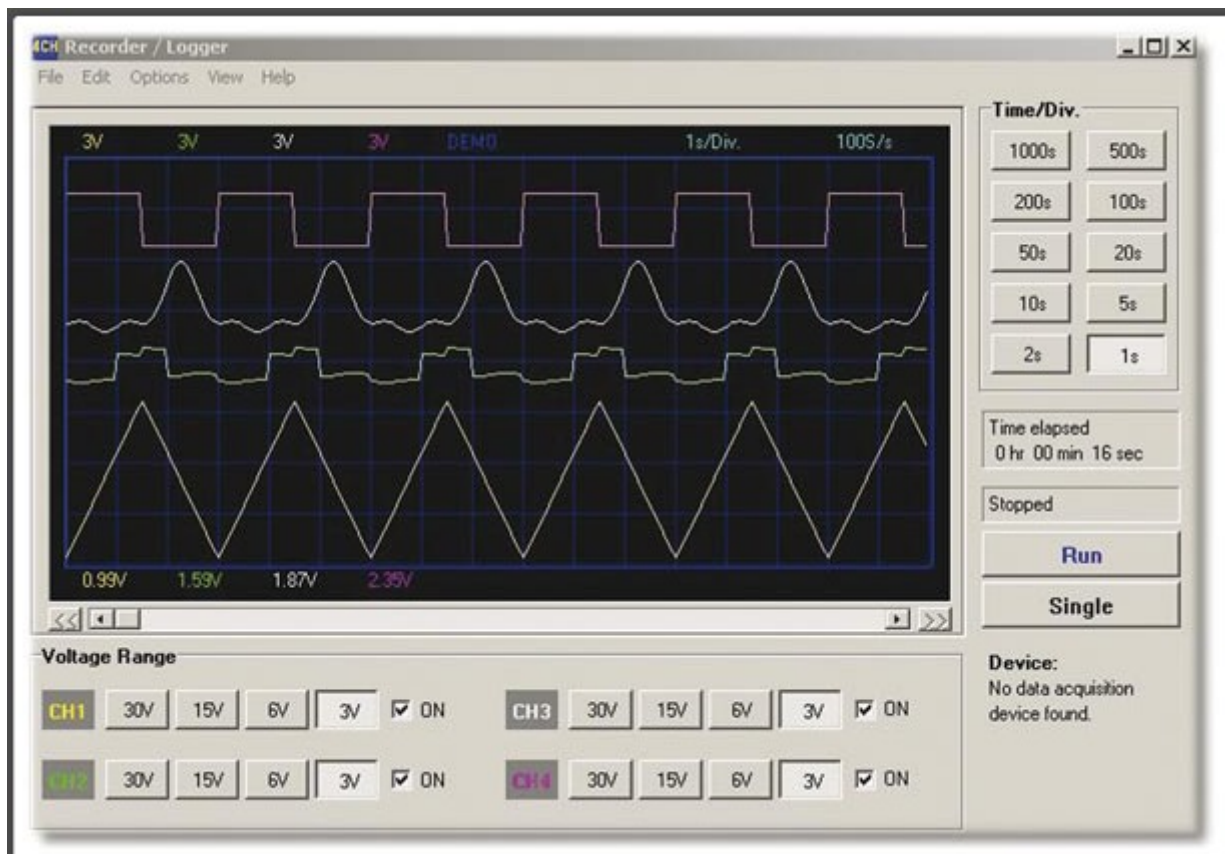 4CH Recorder / Logger
File Edit Options View Help
3V 3V 3V 3V DEMO 1s/Div. 100S/s
0.99V 1.59V 1.87V 2.35V
<< >>
Time/Div.
1000s 500s
200s 100s
50s 20s
10s 5s
2s 1s
Time elapsed
0 hr 00 min 16 sec
Stopped
Run
Single
Voltage Range
CH1 30V 15V 6V 3V ON
CH3 30V 15V 6V 3V ON
CH2 30V 15V 6V 3V ON
CH4 30V 15V 6V 3V ON
Device:
No data acquisition
device found.